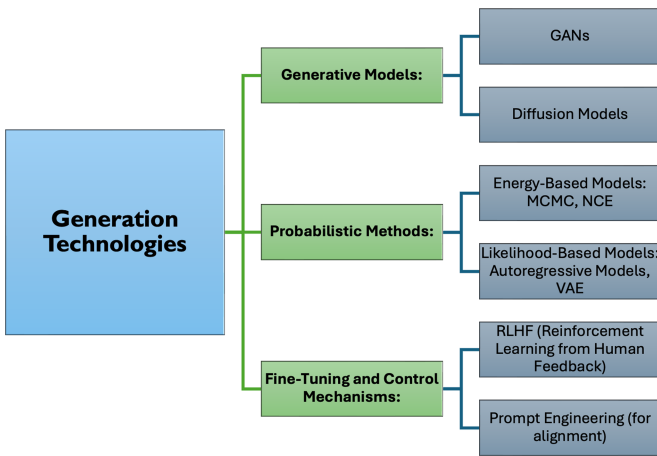 Generation
Technologies
Generative Models:
GANs
Diffusion Models
Probabilistic Methods:
Energy-Based Models:
MCMC, NCE
Likelihood-Based Models:
Autoregressive Models,
VAE
Fine-Tuning and Control
Mechanisms:
RLHF (Reinforcement
Learning from Human
Feedback)
Prompt Engineering (for
alignment)